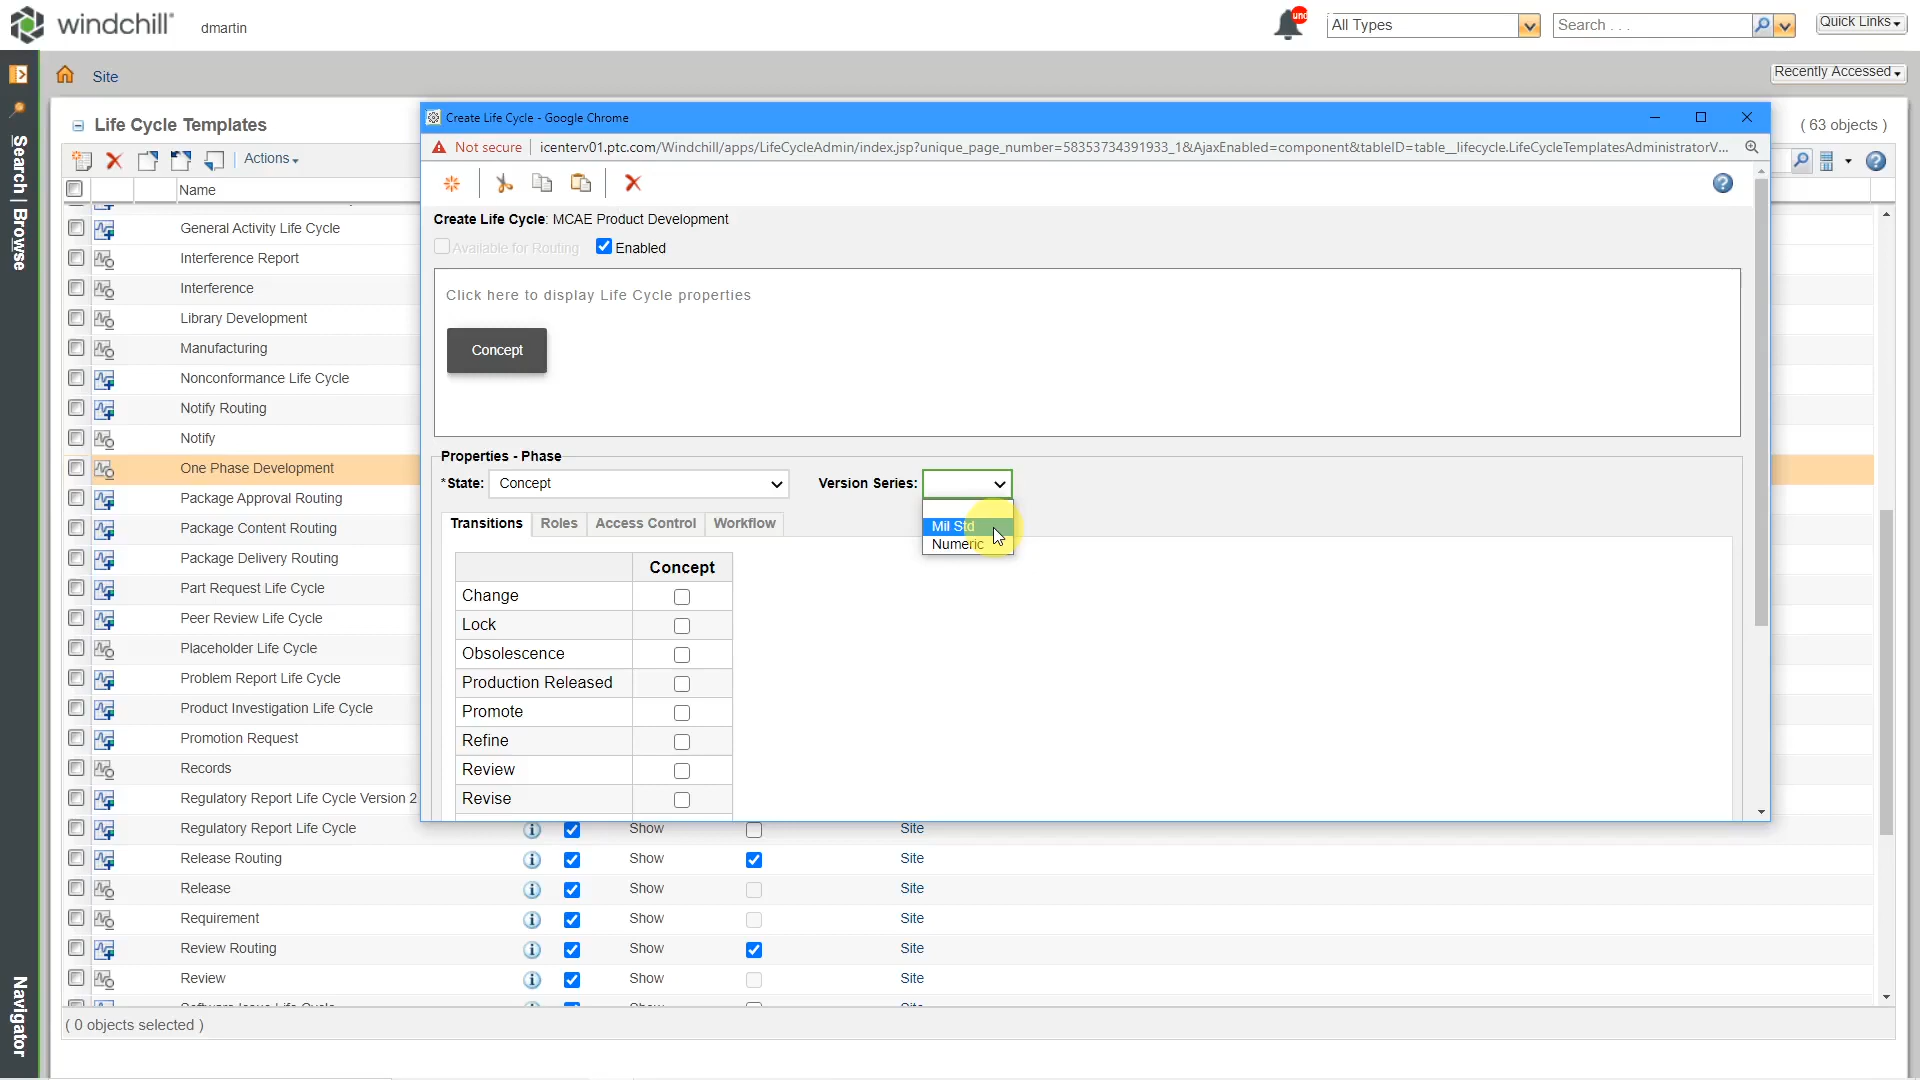 windchill
dmartin
All Types
Search . . .
Quick Links
Site
Recently Accessed
Search | Browse
Navigator
Life Cycle Templates
( 63 objects )
Actions
Name
General Activity Life Cycle
Interference Report
Interference
Library Development
Manufacturing
Nonconformance Life Cycle
Notify Routing
Notify
One Phase Development
Package Approval Routing
Package Content Routing
Package Delivery Routing
Part Request Life Cycle
Peer Review Life Cycle
Placeholder Life Cycle
Problem Report Life Cycle
Product Investigation Life Cycle
Promotion Request
Records
Regulatory Report Life Cycle Version 2
Regulatory Report Life Cycle Show Site
Release Routing Show Site
Release Show Site
Requirement Show Site
Review Routing Show Site
Review Show Site
( 0 objects selected )
Create Life Cycle - Google Chrome
Not secure icenterv01.ptc.com/Windchill/apps/LifeCycleAdmin/index.jsp?unique_page_number=58353734391933_1&AjaxEnabled=component&tableID=table__lifecycle.LifeCycleTemplatesAdministratorV...
Create Life Cycle: MCAE Product Development
Available for Routing Enabled
Click here to display Life Cycle properties
Concept
Properties - Phase
*State: Concept Version Series:
Mil Std
Numeric
Transitions Roles Access Control Workflow
Concept
Change
Lock
Obsolescence
Production Released
Promote
Refine
Review
Revise